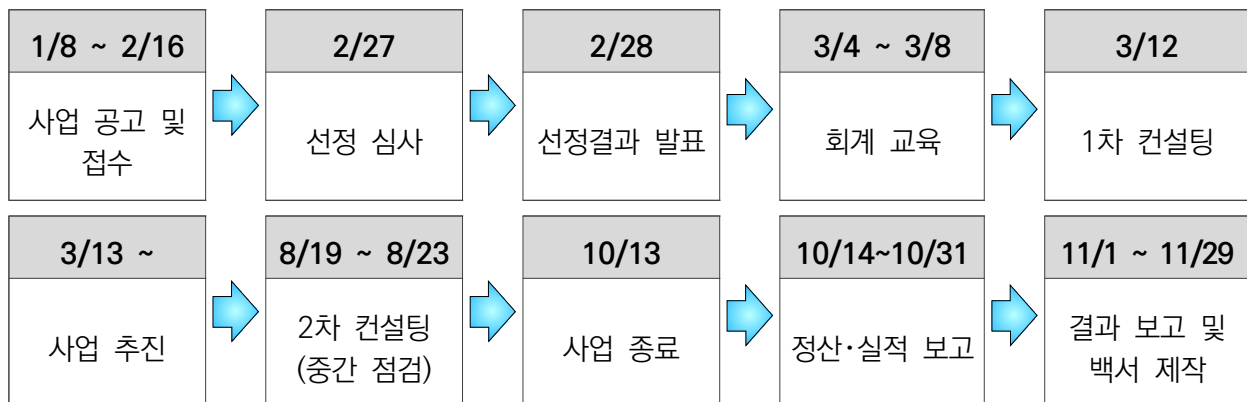 1/8 ~ 2/16
사업 공고 및
접수
2/27
선정 심사
2/28
선정결과 발표
3/4 ~ 3/8
회계 교육
3/12
1차 컨설팅
3/13 ~
사업 추진
8/19 ~ 8/23
2차 컨설팅
(중간 점검)
10/13
사업 종료
10/14~10/31
정산·실적 보고
11/1 ~ 11/29
결과 보고 및
백서 제작